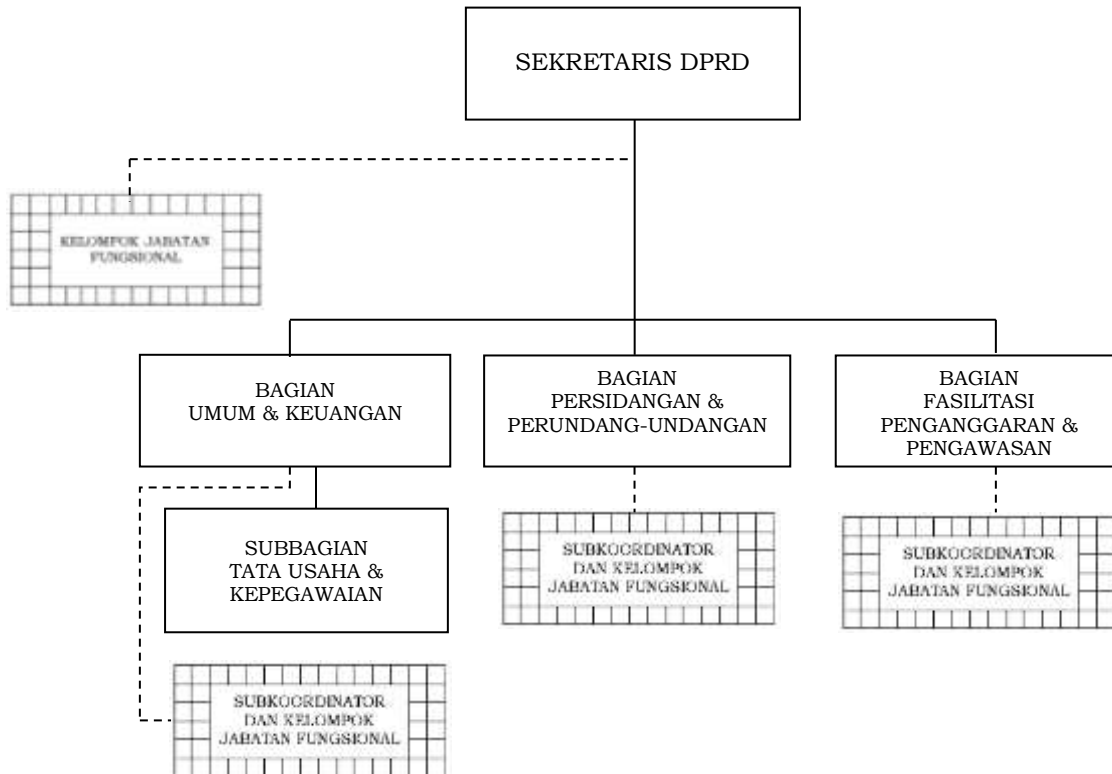 SEKRETARIS DPRD
KELOMPOK JABATAN
FUNGSIONAL
BAGIAN
UMUM & KEUANGAN
BAGIAN
PERSIDANGAN &
PERUNDANG-UNDANGAN
BAGIAN
FASILITASI
PENGANGGARAN &
PENGAWASAN
SUBBAGIAN
TATA USAHA &
KEPEGAWAIAN
SUBKOORDINATOR
DAN KELOMPOK
JABATAN FUNGSIONAL
SUBKOORDINATOR
DAN KELOMPOK
JABATAN FUNGSIONAL
SUBKOORDINATOR
DAN KELOMPOK
JABATAN FUNGSIONAL